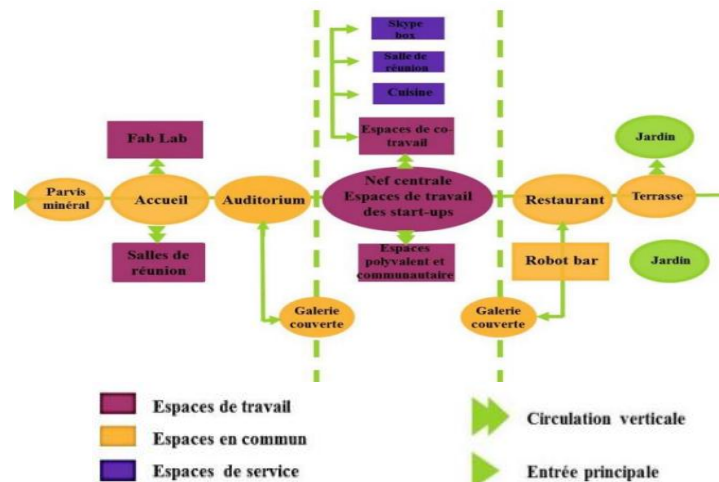 Skype
box
Salle de
réunion
Cuisine
Espaces de co-
travail
Fab Lab
Jardin
Parvis
minéral
Accueil
Auditorium
Nef centrale
Espaces de travail
des start-ups
Restaurant
Terrasse
Salles de
réunion
Espaces
polyvalent et
communautaire
Robot bar
Jardin
Galerie
couverte
Galerie
couverte
Espaces de travail
Espaces en commun
Espaces de service
Circulation verticale
Entrée principale